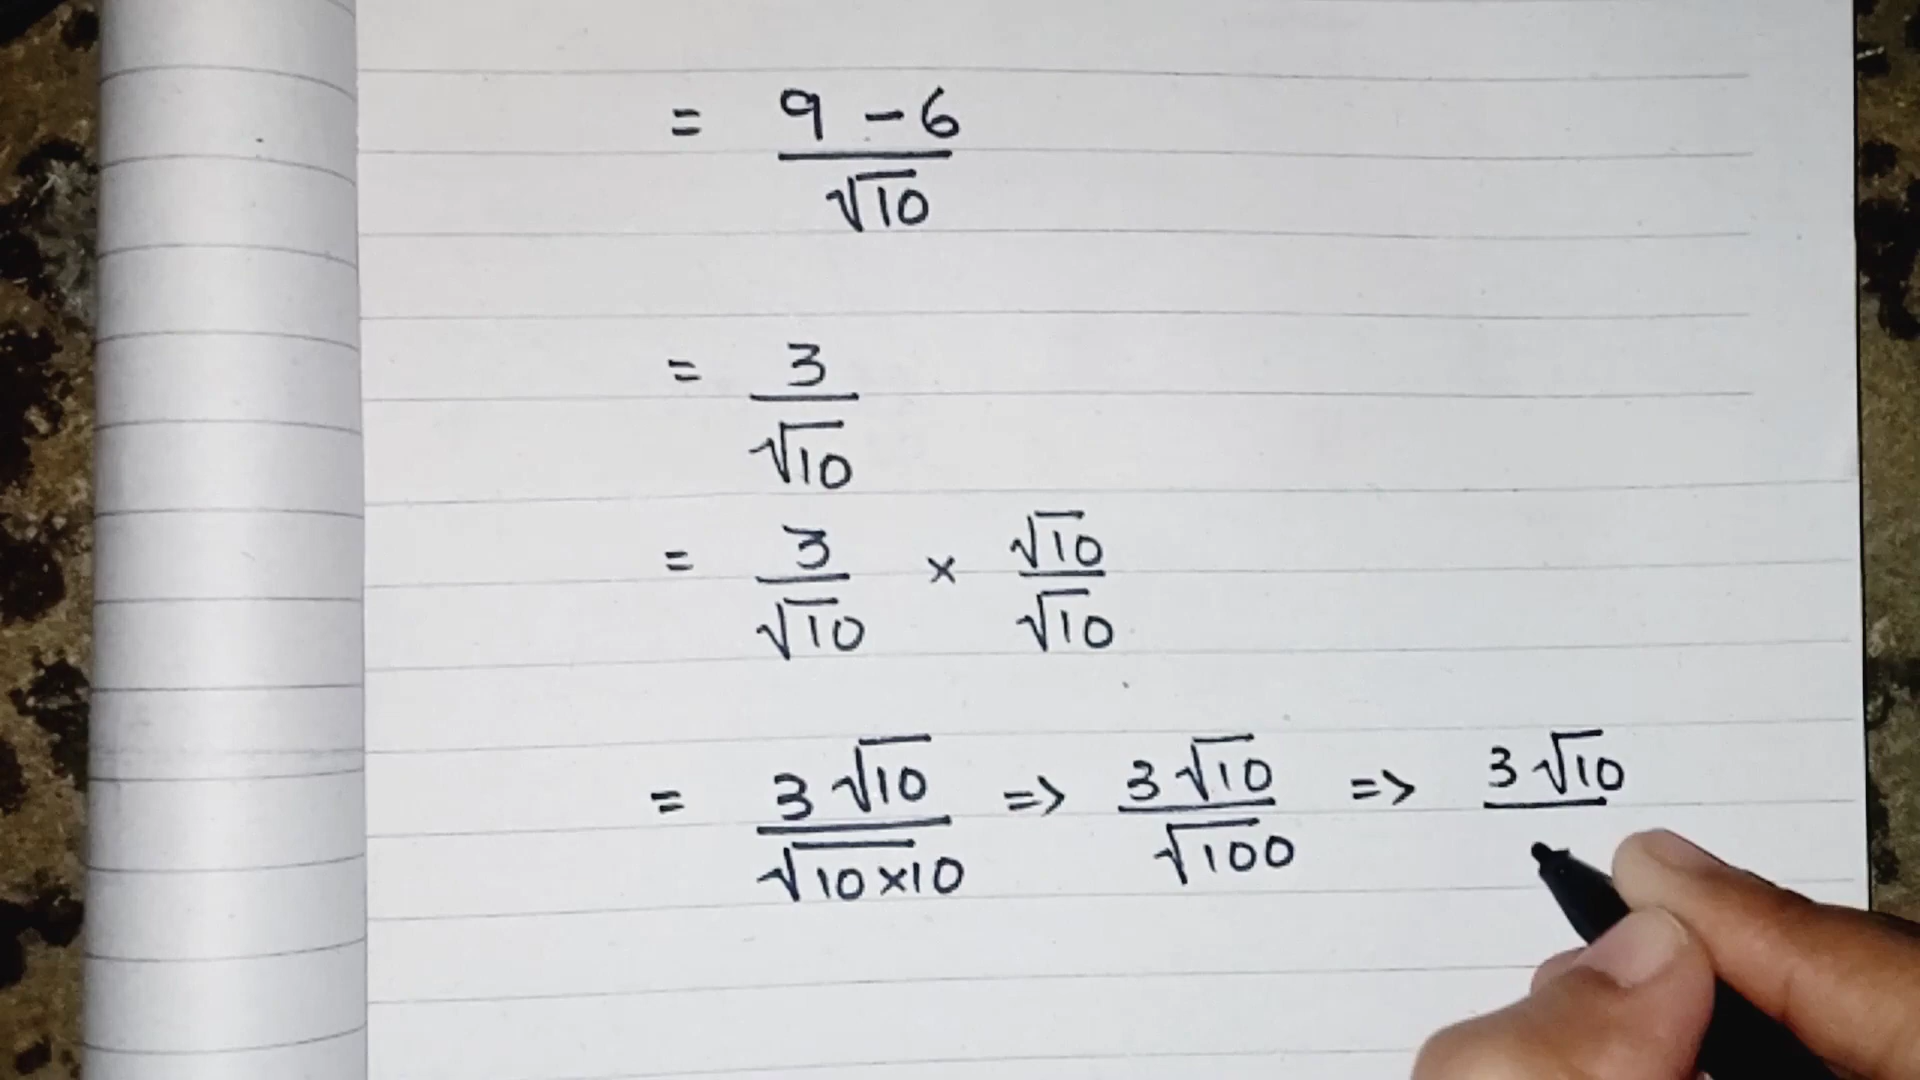 = 9 - 6 / √10
= 3 / √10
= 3 / √10 × √10 / √10
= 3 √10 / √10×10 => 3 √10 / √100 => 3 √10 /